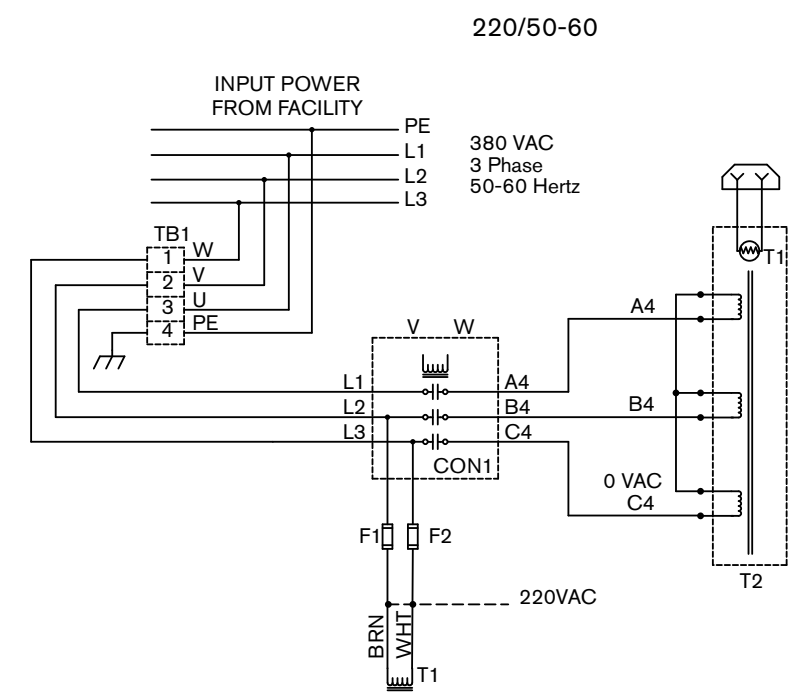 220/50-60
INPUT POWER
FROM FACILITY
PE
L1
L2
L3
380 VAC
3 Phase
50-60 Hertz
TB1
1 W
2 V
3 U
4 PE
T1
A4
V W
L1 A4
L2 B4
L3 C4
B4
CON1
0 VAC
C4
F1 F2
T2
220VAC
BRN
WHT
T1